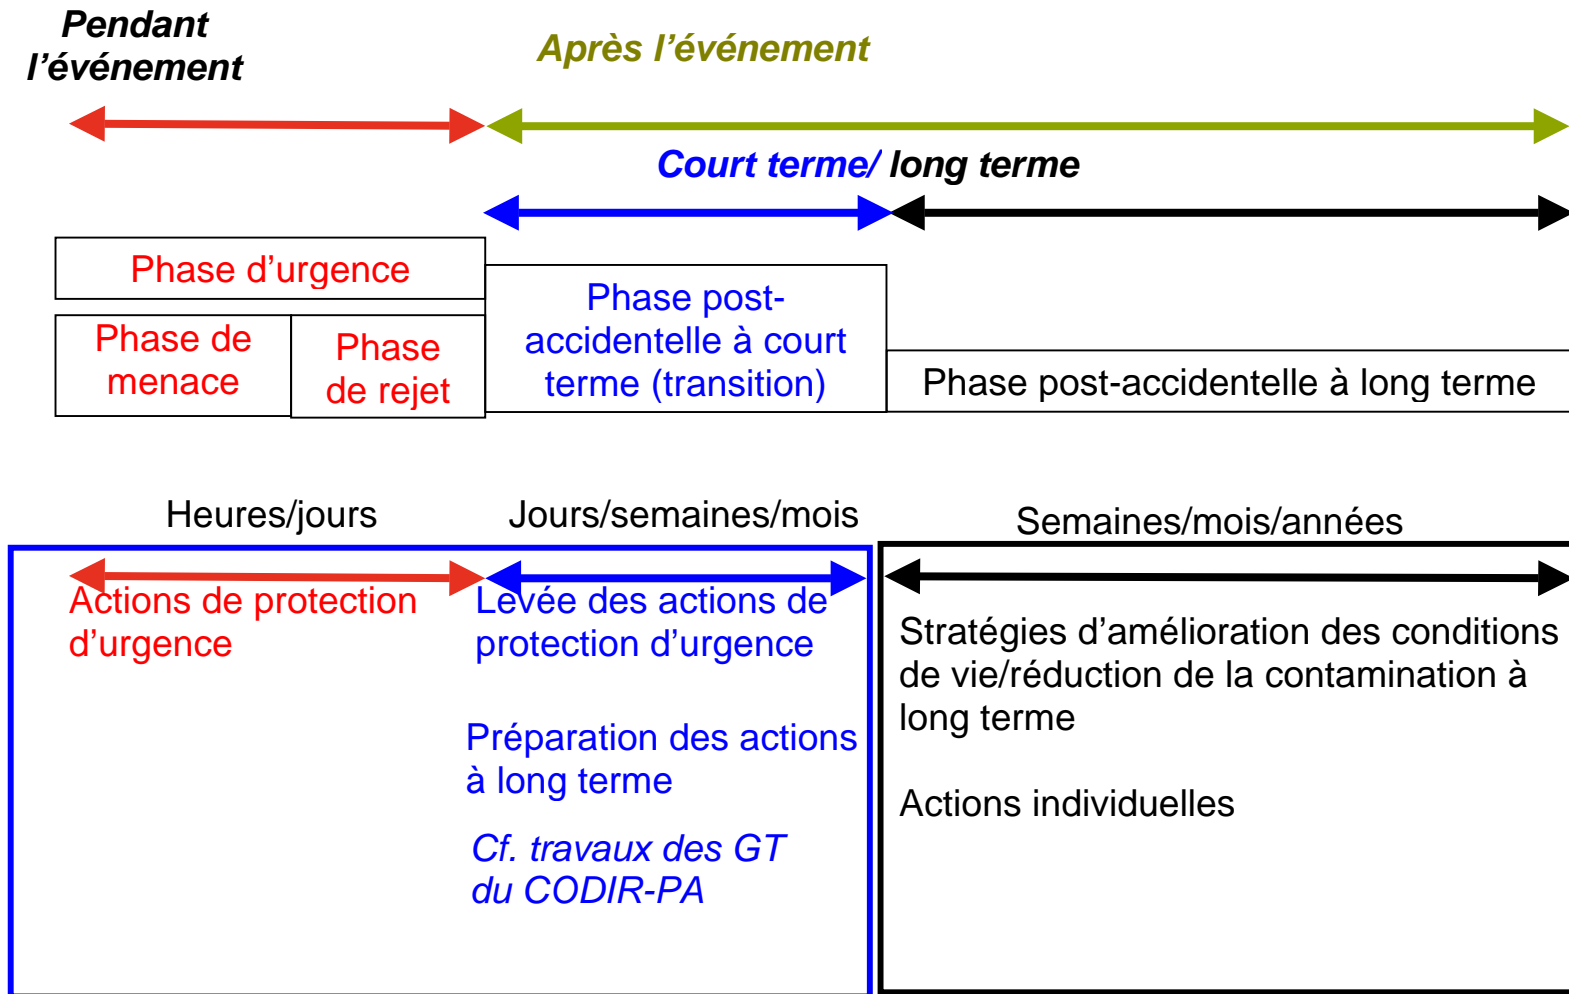 Pendant
l’événement
Après l’événement
Court terme/ long terme
Phase d’urgence
Phase de
menace
Phase
de rejet
Phase post-
accidentelle à court
terme (transition)
Phase post-accidentelle à long terme
Heures/jours
Jours/semaines/mois
Semaines/mois/années
Actions de protection
d’urgence
Levée des actions de
protection d’urgence
Préparation des actions
à long terme
Cf. travaux des GT
du CODIR-PA
Stratégies d’amélioration des conditions
de vie/réduction de la contamination à
long terme
Actions individuelles